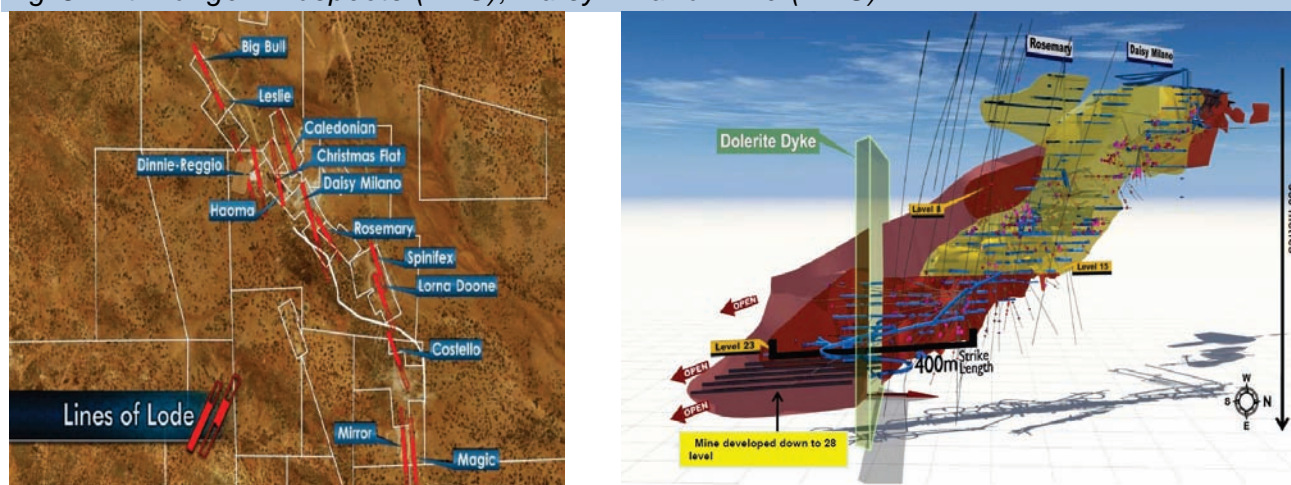 Big Bull
Leslie
Caledonian
Christmas Flat
Dinnie-Reggio
Daisy Milano
Haoma
Rosemary
Spinifex
Lorna Doone
Costello
Lines of Lode
Mirror
Magic
Rosemary
Daisy Milano
Dolerite Dyke
Level 8
Level 15
OPEN
Level 23
400m Strike
Length
OPEN
OPEN
Mine developed down to 28
level
W
S N
E